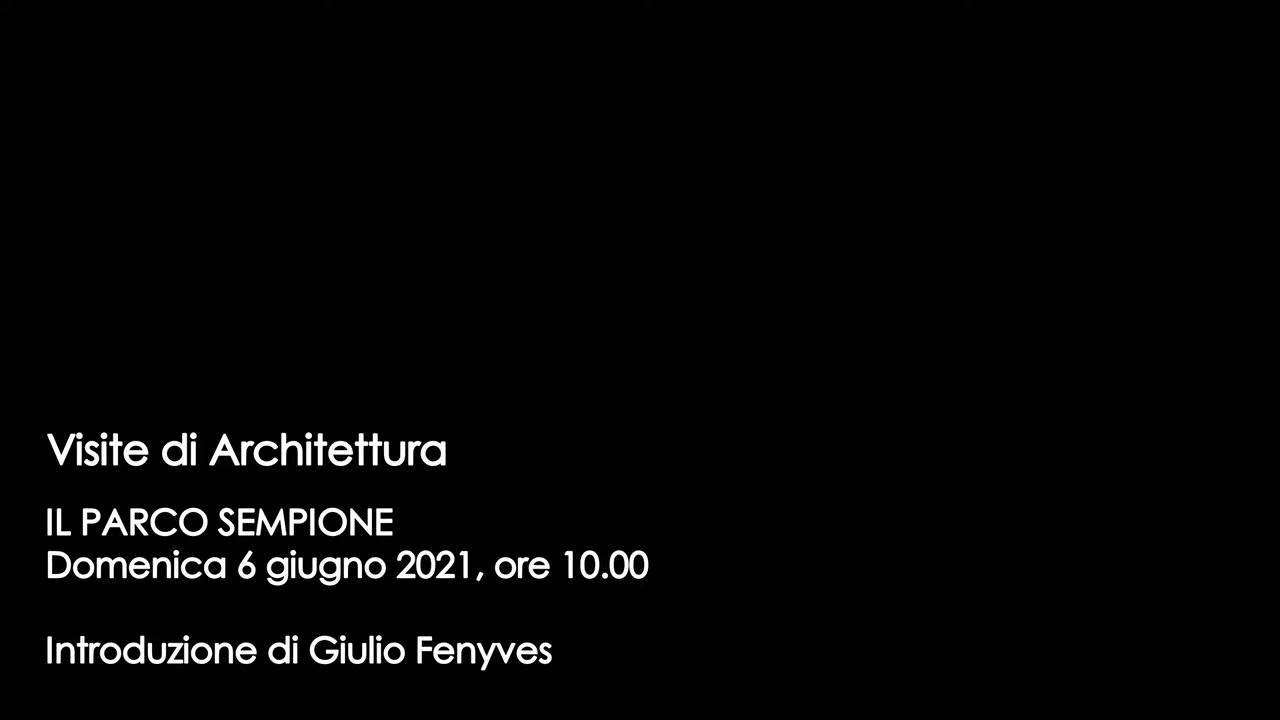 Visite di Architettura
IL PARCO SEMPIONE
Domenica 6 giugno 2021, ore 10.00
Introduzione di Giulio Fenyves